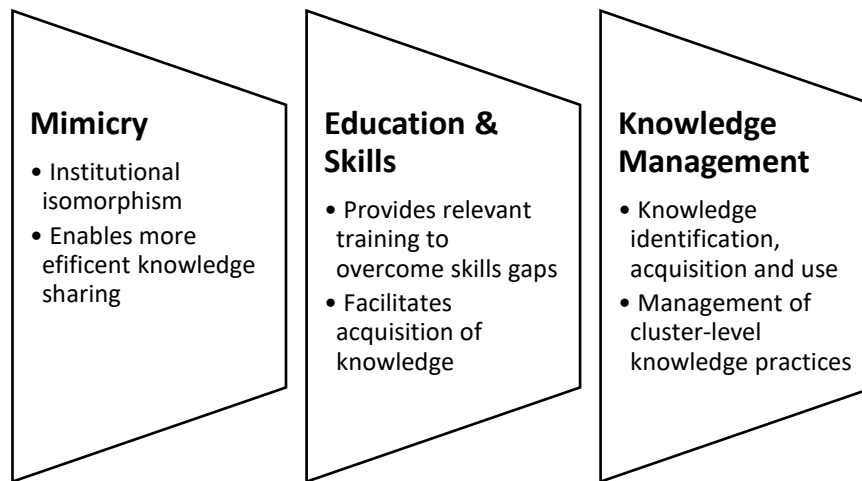 Mimicry
• Institutional
isomorphism
• Enables more
efificent knowledge
sharing
Education &
Skills
• Provides relevant
training to
overcome skills gaps
• Facilitates
acquisition of
knowledge
Knowledge
Management
• Knowledge
identification,
acquisition and use
• Management of
cluster-level
knowledge practices